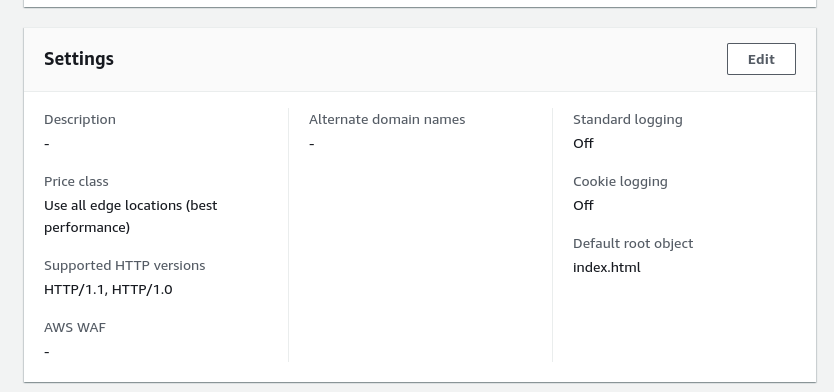 Settings
Edit
Description
-
Price class
Use all edge locations (best
performance)
Supported HTTP versions
HTTP/1.1, HTTP/1.0
AWS WAF
-
Alternate domain names
-
Standard logging
Off
Cookie logging
Off
Default root object
index.html